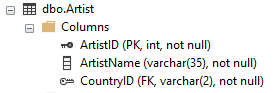 dbo.Artist
Columns
ArtistID (PK, int, not null)
ArtistName (varchar(35), not null)
CountryID (FK, varchar(2), not null)